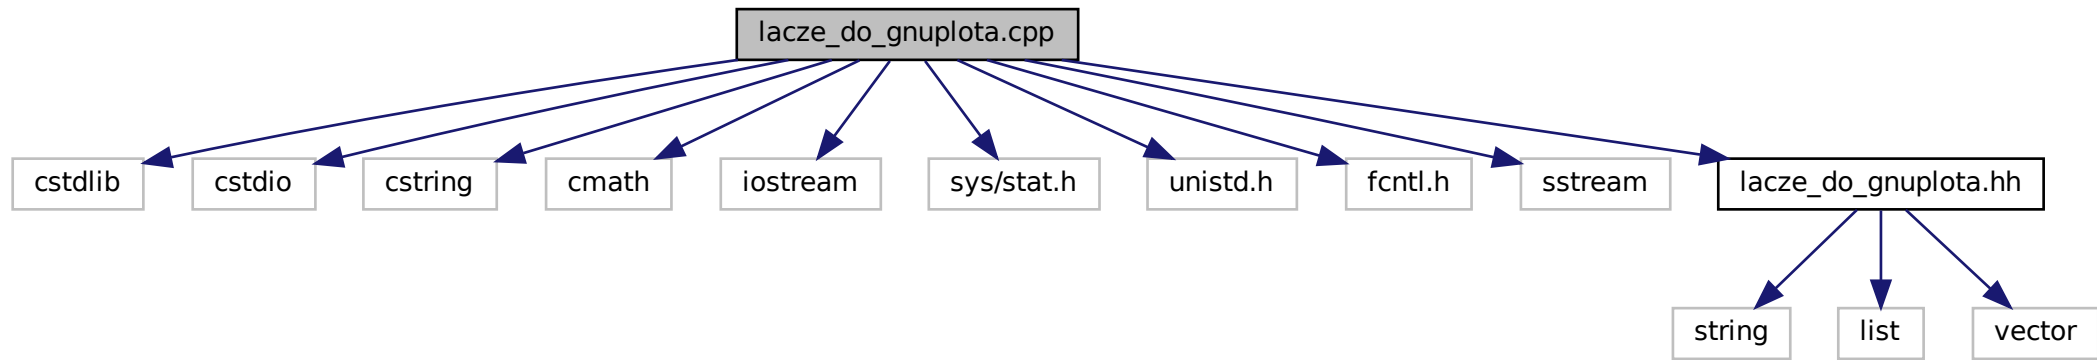 lacze_do_gnuplota.cpp
cstdlib
cstdio
cstring
cmath
iostream
sys/stat.h
unistd.h
fcntl.h
sstream
lacze_do_gnuplota.hh
string
list
vector